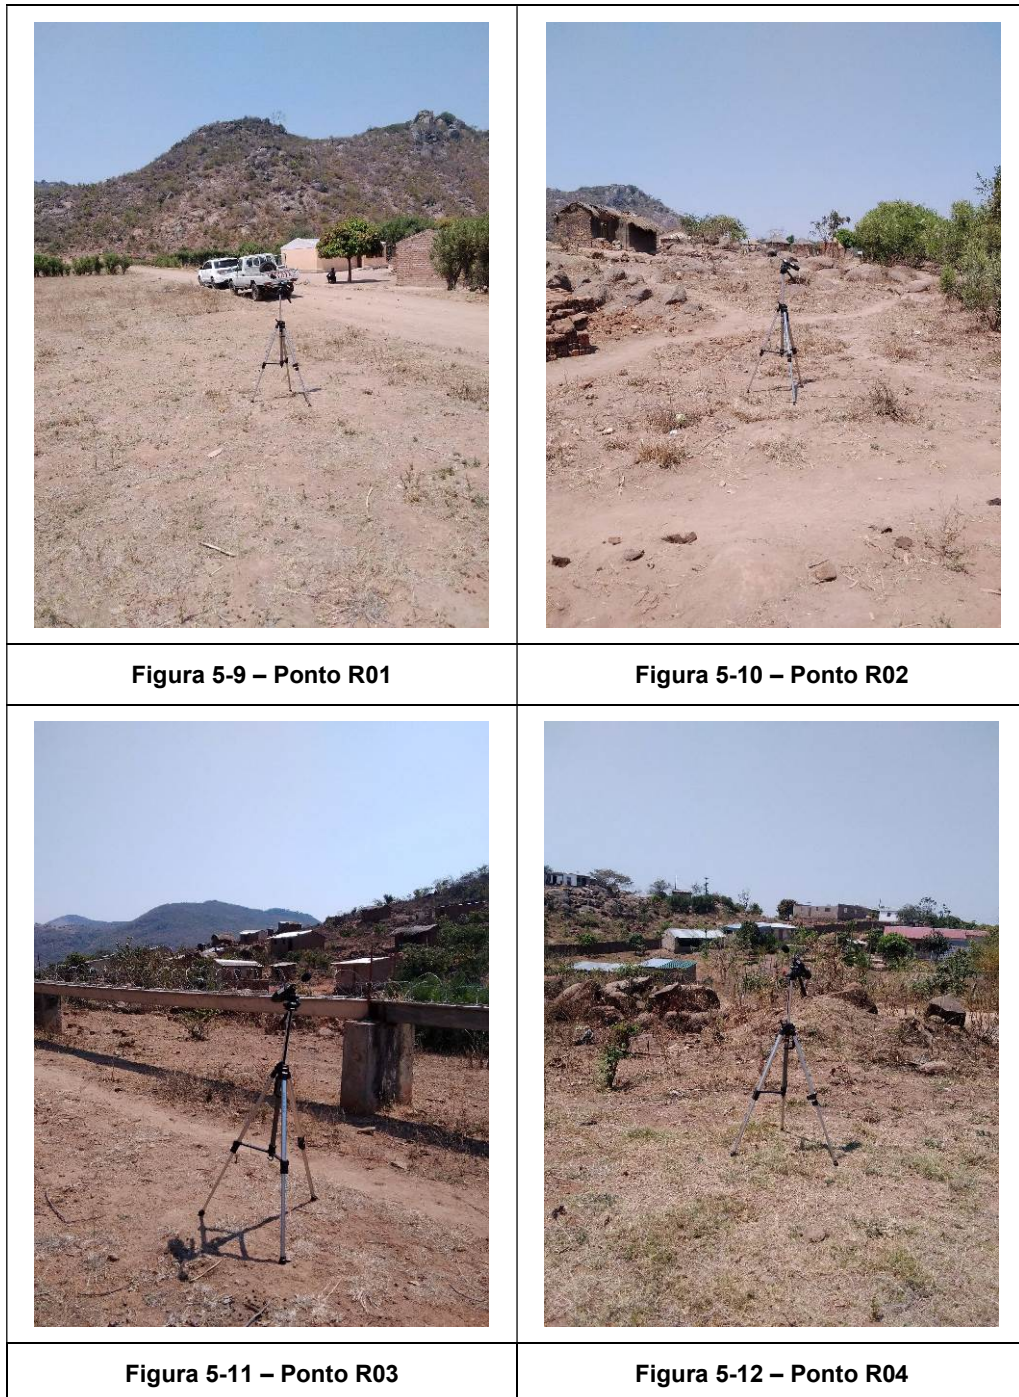 Figura 5-9 – Ponto R01
Figura 5-10 – Ponto R02
Figura 5-11 – Ponto R03
Figura 5-12 – Ponto R04